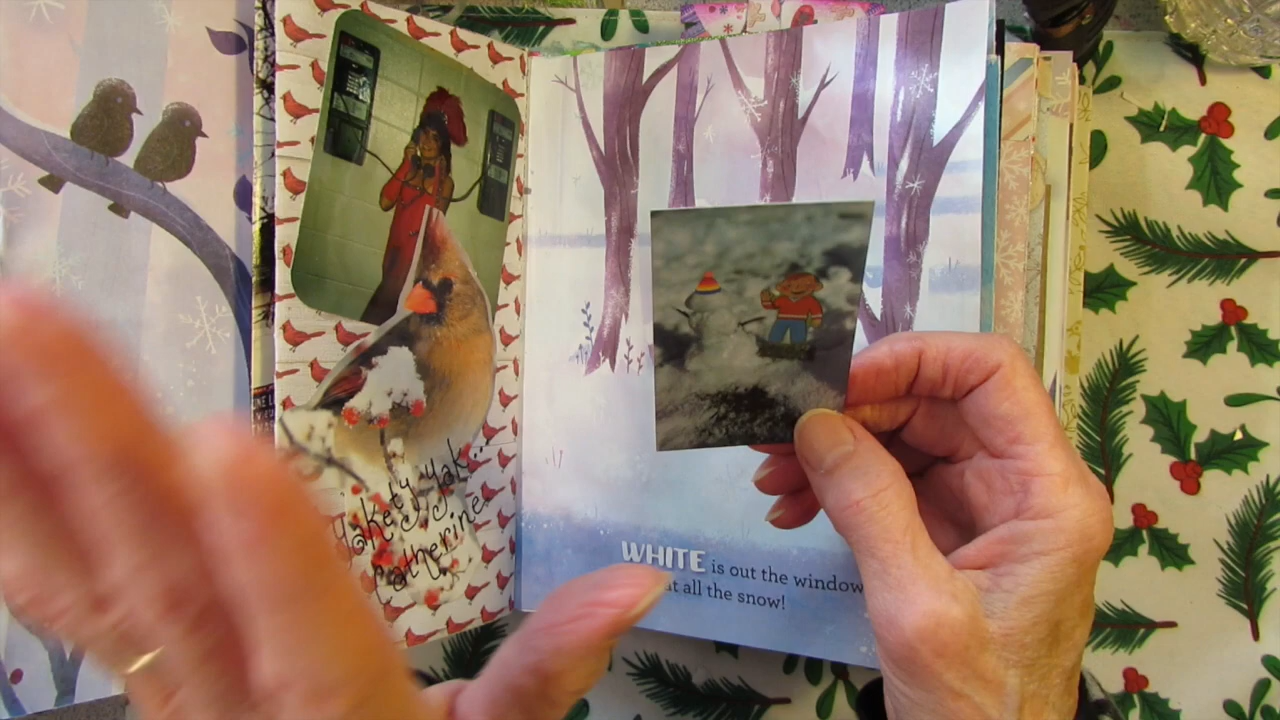 Yakety Yak..
Catherine
WHITE is out the window
at all the snow!